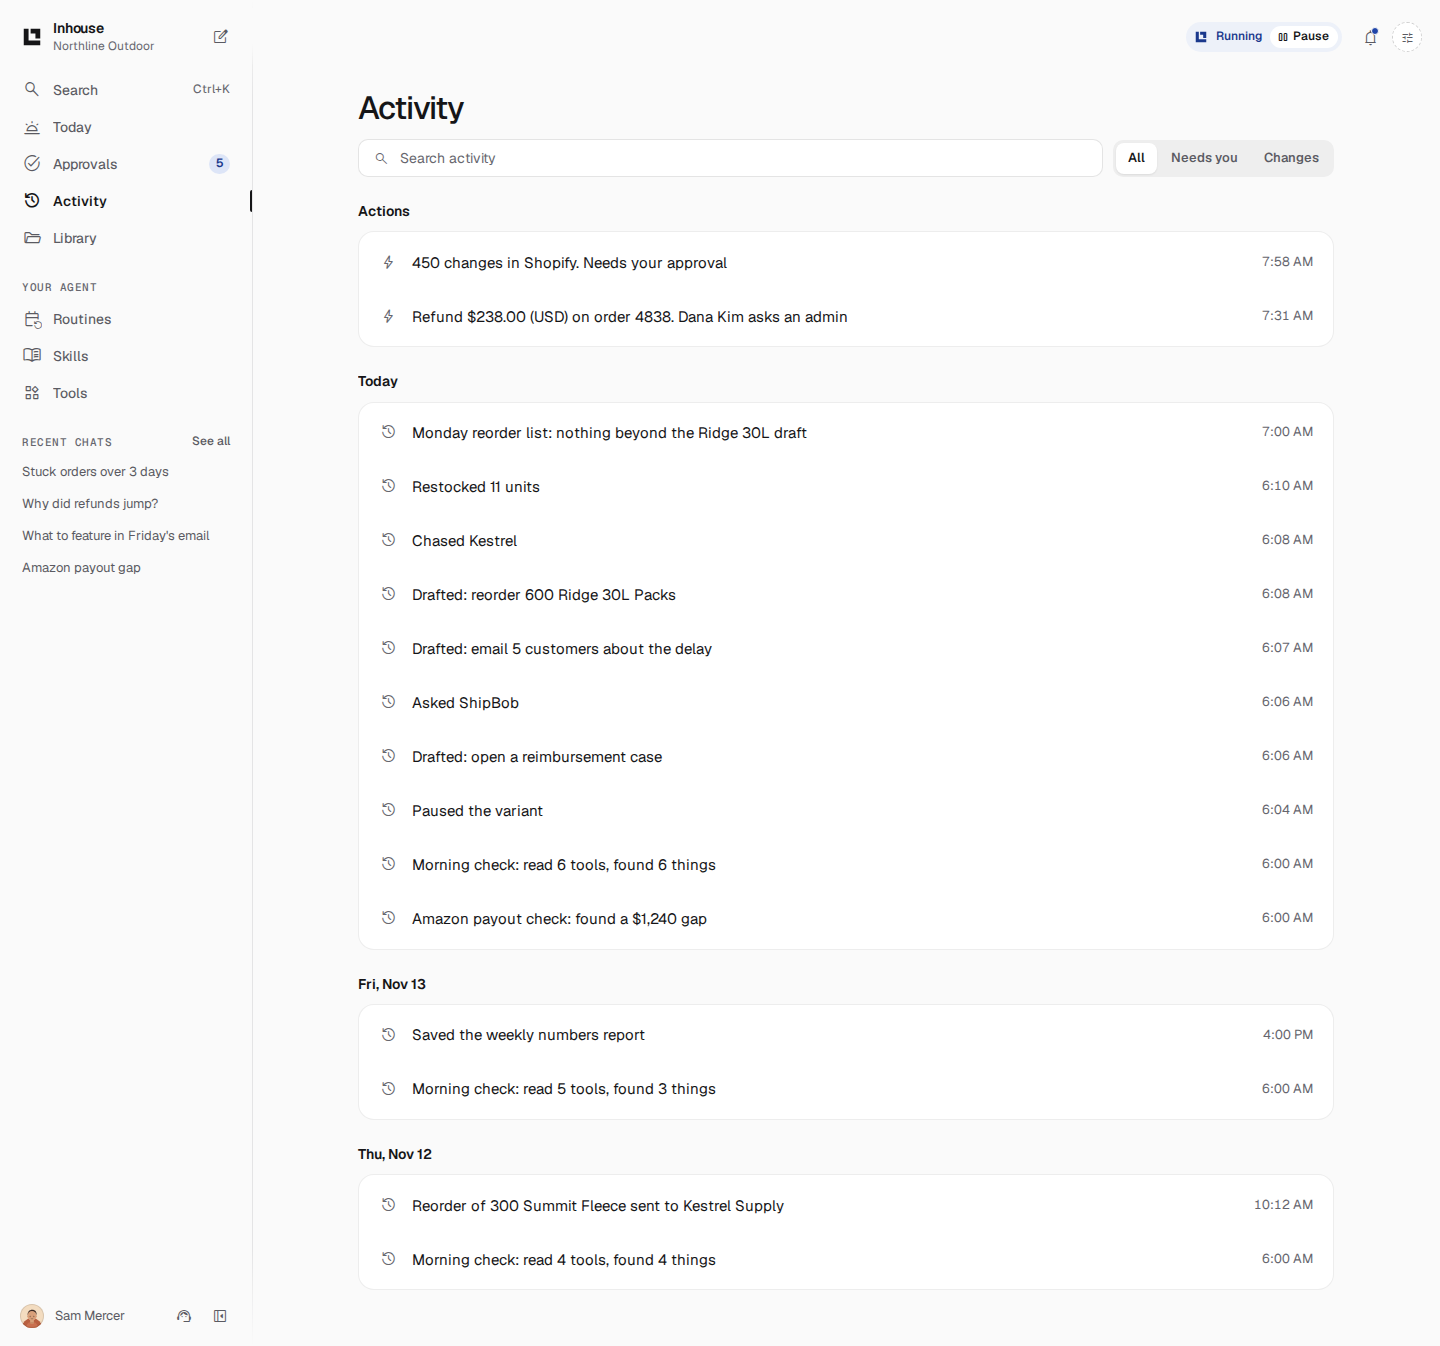 Inhouse
Northline Outdoor
Search Ctrl+K
Today
Approvals 5
Activity
Library
YOUR AGENT
Routines
Skills
Tools
RECENT CHATS See all
Stuck orders over 3 days
Why did refunds jump?
What to feature in Friday's email
Amazon payout gap
Sam Mercer
Running Pause
Activity
Search activity
All Needs you Changes
Actions
450 changes in Shopify. Needs your approval 7:58 AM
Refund $238.00 (USD) on order 4838. Dana Kim asks an admin 7:31 AM
Today
Monday reorder list: nothing beyond the Ridge 30L draft 7:00 AM
Restocked 11 units 6:10 AM
Chased Kestrel 6:08 AM
Drafted: reorder 600 Ridge 30L Packs 6:08 AM
Drafted: email 5 customers about the delay 6:07 AM
Asked ShipBob 6:06 AM
Drafted: open a reimbursement case 6:06 AM
Paused the variant 6:04 AM
Morning check: read 6 tools, found 6 things 6:00 AM
Amazon payout check: found a $1,240 gap 6:00 AM
Fri, Nov 13
Saved the weekly numbers report 4:00 PM
Morning check: read 5 tools, found 3 things 6:00 AM
Thu, Nov 12
Reorder of 300 Summit Fleece sent to Kestrel Supply 10:12 AM
Morning check: read 4 tools, found 4 things 6:00 AM